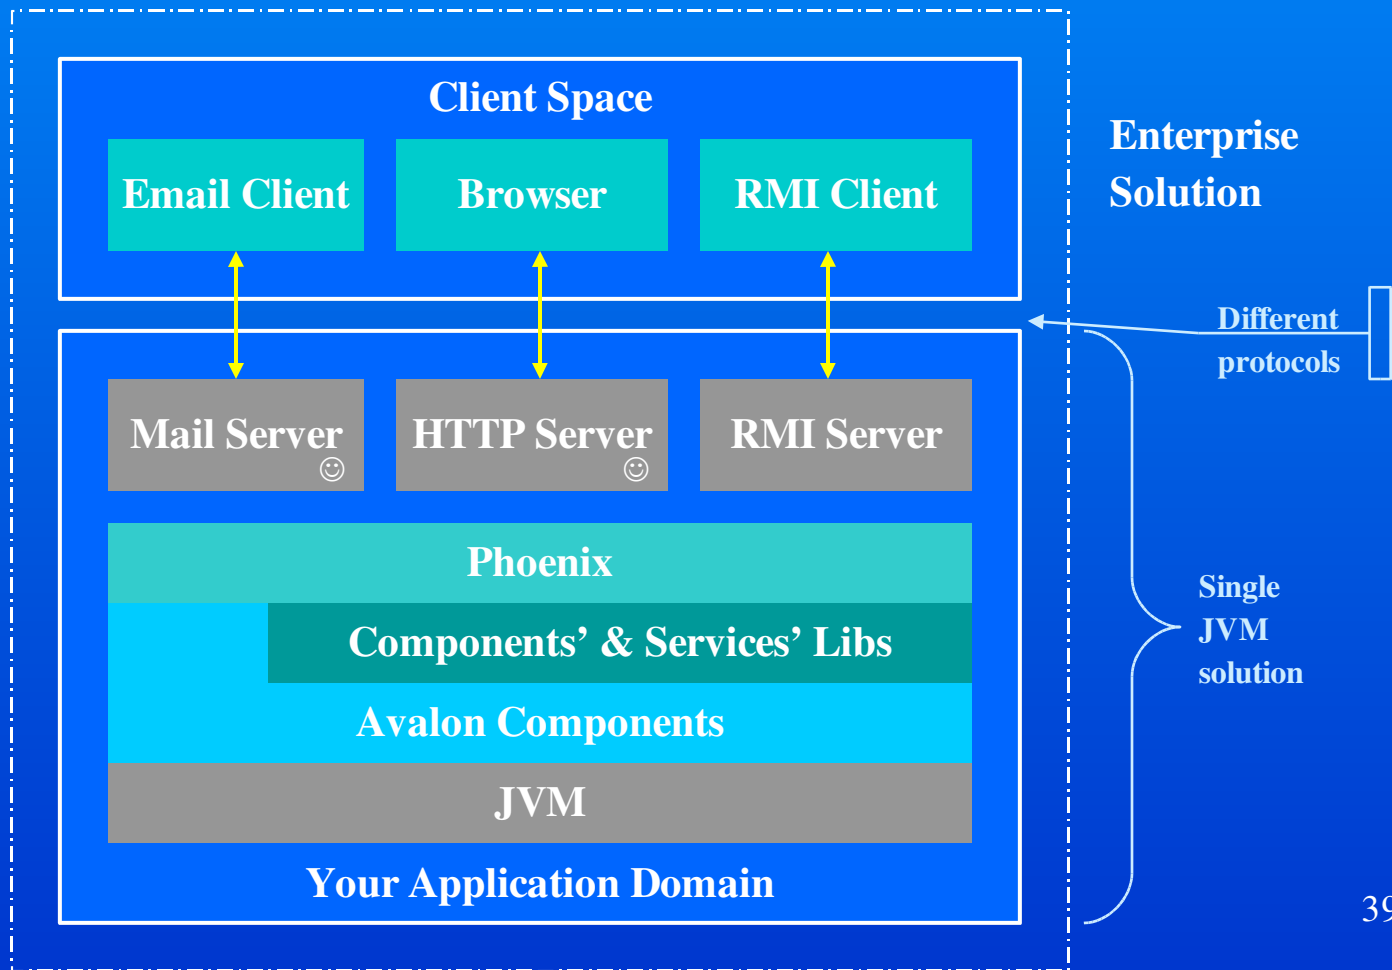 Client Space
Enterprise
Solution
Email Client
Browser
RMI Client
Different
protocols
Mail Server
HTTP Server
RMI Server
Phoenix
Single
JVM
solution
Components’ & Services’ Libs
Avalon Components
JVM
Your Application Domain
39